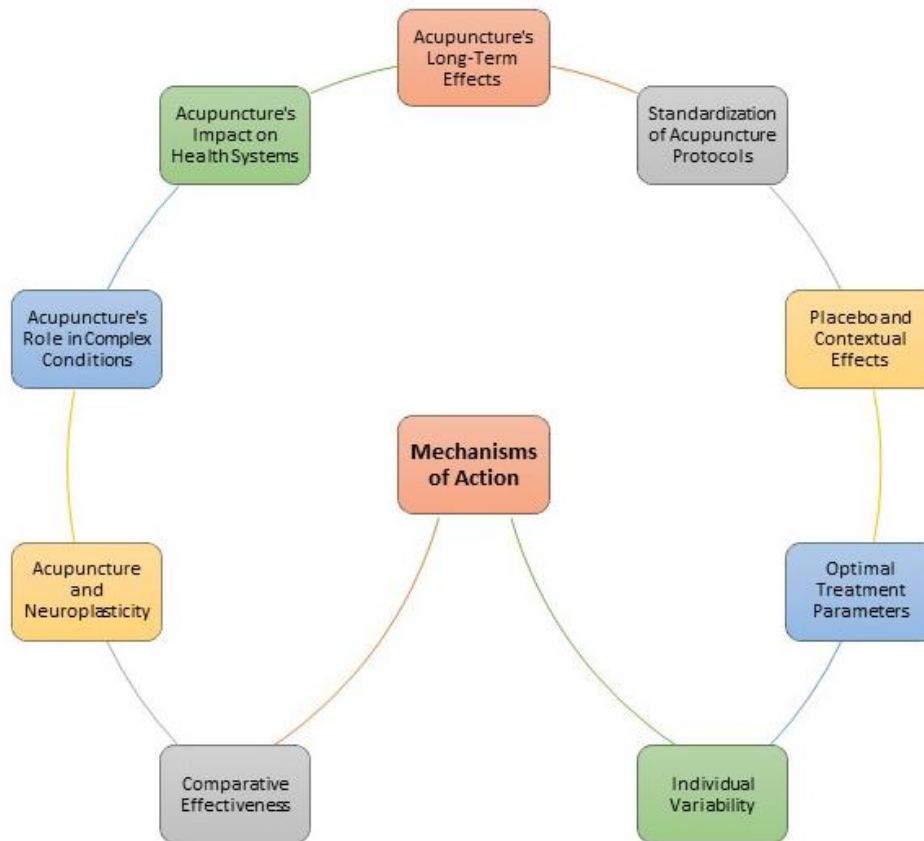 Acupuncture's
Long-Term
Effects
Acupuncture's
Impact on
Health Systems
Standardization
of Acupuncture
Protocols
Acupuncture's
Role in Complex
Conditions
Placebo and
Contextual
Effects
Mechanisms
of Action
Acupuncture
and
Neuroplasticity
Optimal
Treatment
Parameters
Comparative
Effectiveness
Individual
Variability